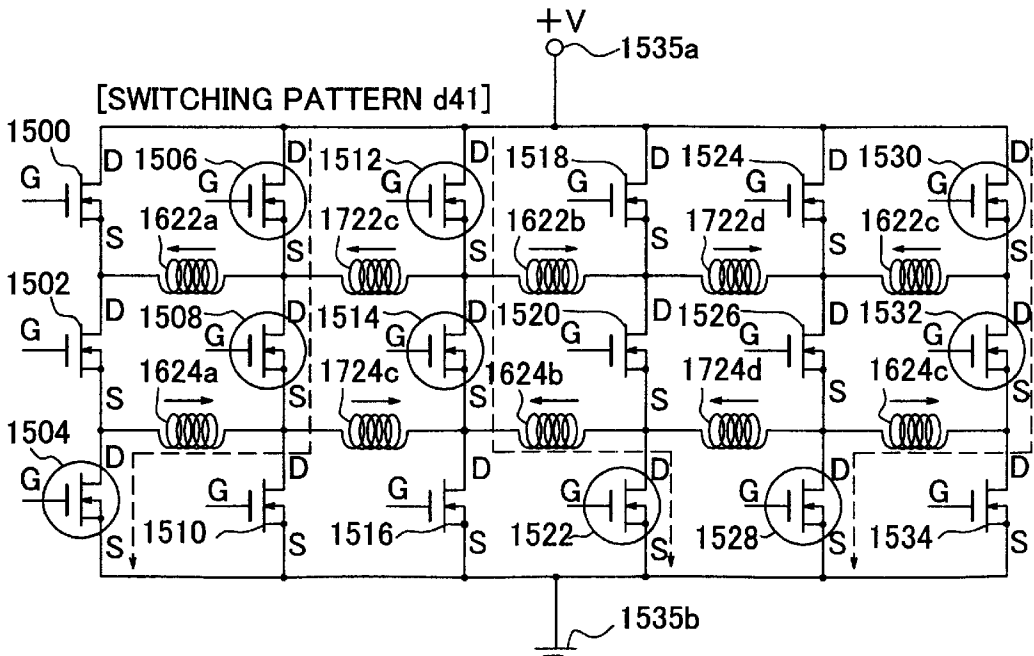 +V
1535a
[SWITCHING PATTERN d41]
1500 1506 D 1512 D 1518 1524 1530 D
D D D
G G G G G G
S S S S S S
1622a 1722c 1622b 1722d 1622c
1502 D 1508 D 1514 D 1520 D 1526 D 1532 D
G G G G G G
S S S S S S
1624a 1724c 1624b 1724d 1624c
1504 D D D D D D
G G G G G G
S S S S S S
1510 1516 1522 1528 1534
1535b